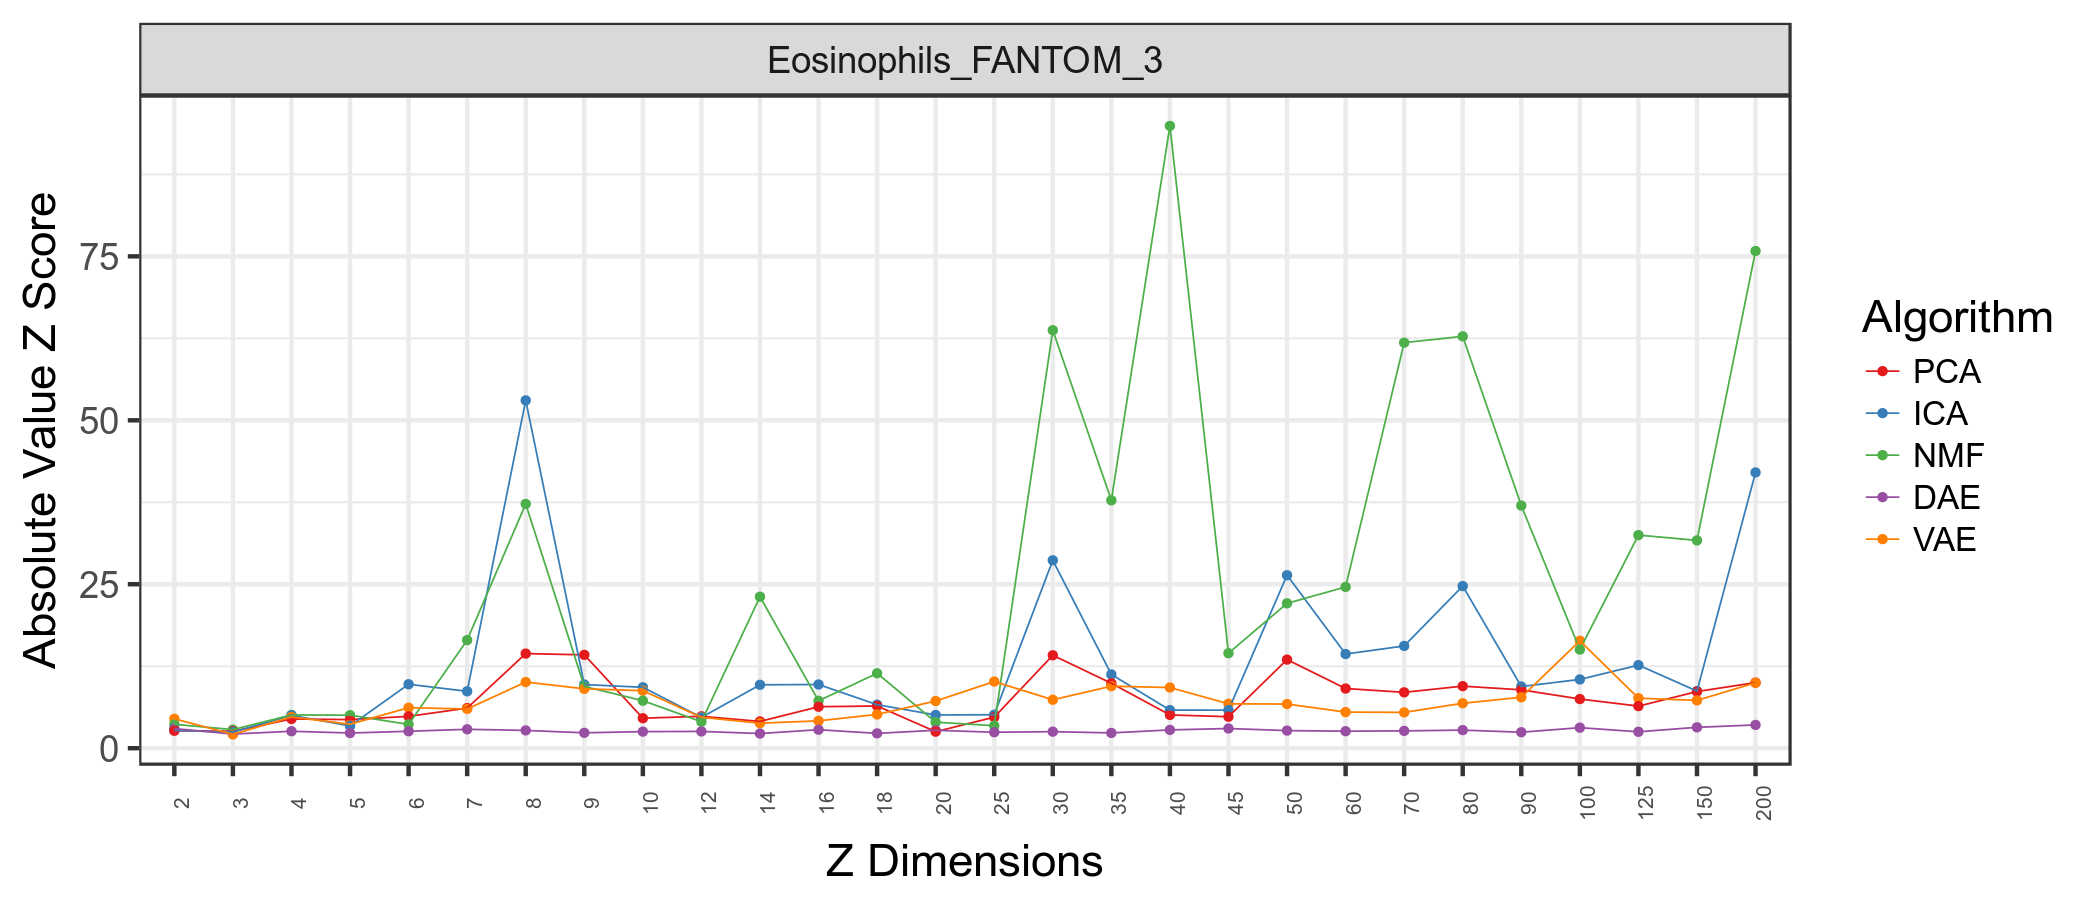 Eosinophils_FANTOM_3
Absolute Value Z Score
75
50
25
0
2 3 4 5 6 7 8 9 10 12 14 16 18 20 25 30 35 40 45 50 60 70 80 90 100 125 150 200
Z Dimensions
Algorithm
PCA
ICA
NMF
DAE
VAE